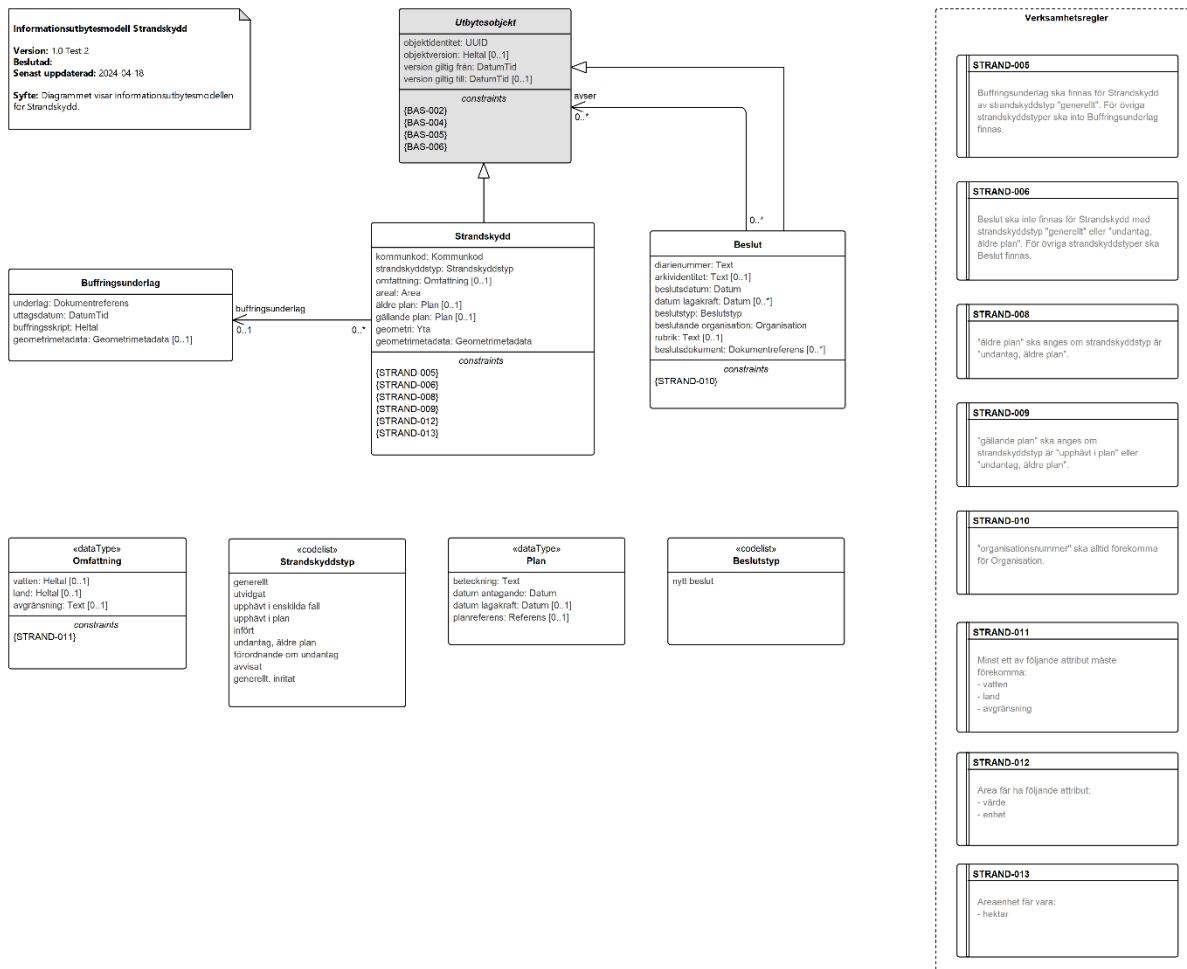 Informationsutbytesmodell Strandskydd
Version: 1.0 Test 2
Beslutad:
Senast uppdaterad: 2024-04-18
Syfte: Diagrammet visar informationsutbytesmodellen
för Strandskydd.
Utbytesobjekt
objektidentitet: UUID
objektversion: Heltal [0..1]
version giltig från: DatumTid
version giltig till: DatumTid [0..1]
constraints
{BAS-002}
{BAS-004}
{BAS-005}
{BAS-006}
avser
0..*
0..*
Strandskydd
kommunkod: Kommunkod
strandskyddstyp: Strandskyddstyp
omfattning: Omfattning [0..1]
areal: Area
äldre plan: Plan [0..1]
gällande plan: Plan [0..1]
geometri: Yta
geometrimetadata: Geometrimetadata
constraints
{STRAND-005}
{STRAND-006}
{STRAND-008}
{STRAND-009}
{STRAND-012}
{STRAND-013}
Beslut
diarienummer: Text
arkividentitet: Text [0..1]
beslutsdatum: Datum
datum lagakraft: Datum [0..*]
beslutstyp: Beslutstyp
beslutande organisation: Organisation
rubrik: Text [0..1]
beslutsdokument: Dokumentreferens [0..*]
constraints
{STRAND-010}
Buffringsunderlag
underlag: Dokumentreferens
uttagsdatum: DatumTid
buffringsskript: Heltal
geometrimetadata: Geometrimetadata [0..1]
buffringsunderlag
0..1
0..*
«dataType»
Omfattning
vatten: Heltal [0..1]
land: Heltal [0..1]
avgränsning: Text [0..1]
constraints
{STRAND-011}
«codelist»
Strandskyddstyp
generellt
utvidgat
upphävt i enskilda fall
upphävt i plan
infört
undantag, äldre plan
förordnande om undantag
avvisat
generellt, inritat
«dataType»
Plan
beteckning: Text
datum antagande: Datum
datum lagakraft: Datum [0..1]
planreferens: Referens [0..1]
«codelist»
Beslutstyp
nytt beslut
Verksamhetsregler
STRAND-005
Buffringsunderlag ska finnas för Strandskydd
av strandskyddstyp "generellt". För övriga
strandskyddstyper ska inte Buffringsunderlag
finnas.
STRAND-006
Beslut ska inte finnas för Strandskydd med
strandskyddstyp "generellt" eller "undantag,
äldre plan". För övriga strandskyddstyper ska
Beslut finnas.
STRAND-008
"äldre plan" ska anges om strandskyddstyp är
"undantag, äldre plan".
STRAND-009
"gällande plan" ska anges om
strandskyddstyp är "upphävt i plan" eller
"undantag, äldre plan".
STRAND-010
"organisationsnummer" ska alltid förekomma
för Organisation.
STRAND-011
Minst ett av följande attribut måste
förekomma:
- vatten
- land
- avgränsning
STRAND-012
Area får ha följande attribut:
- värde
- enhet
STRAND-013
Areaenhet får vara:
- hektar